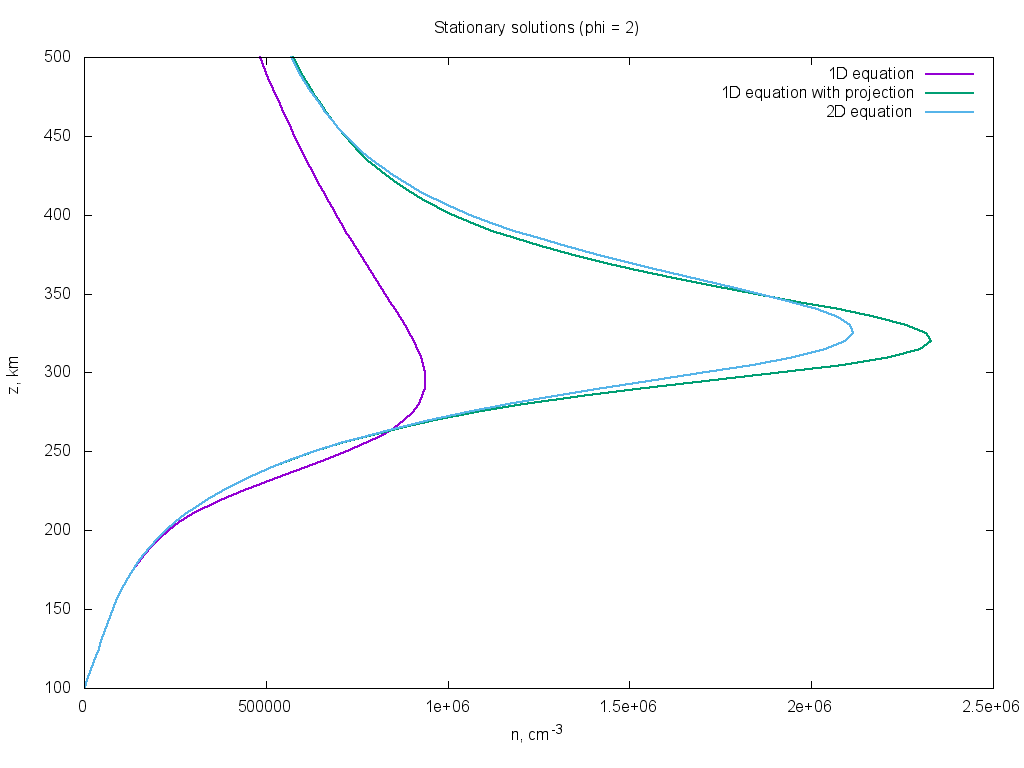 Stationary solutions (phi = 2)
1D equation
1D equation with projection
2D equation
500
450
400
350
300
250
200
150
100
z, km
0 500000 1e+06 1.5e+06 2e+06 2.5e+06
n, cm⁻³